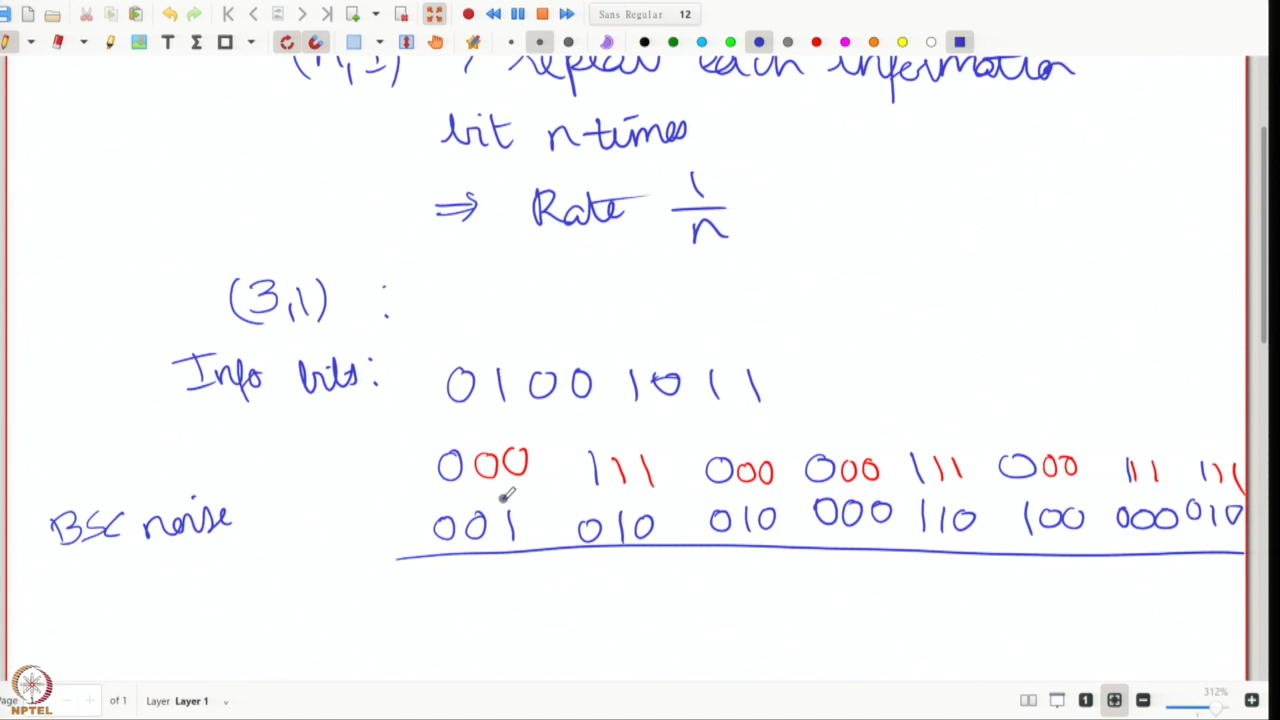 Sans Regular 12
repeat each information
bit n times
⇒ Rate 1/n
(3,1) :
Info bits: 0 1 0 0 1 0 1 1
000 111 000 000 111 000 111 111
BSC noise 001 010 010 000 110 100 000 010
Page of 1 Layer Layer 1 312%
NPTEL